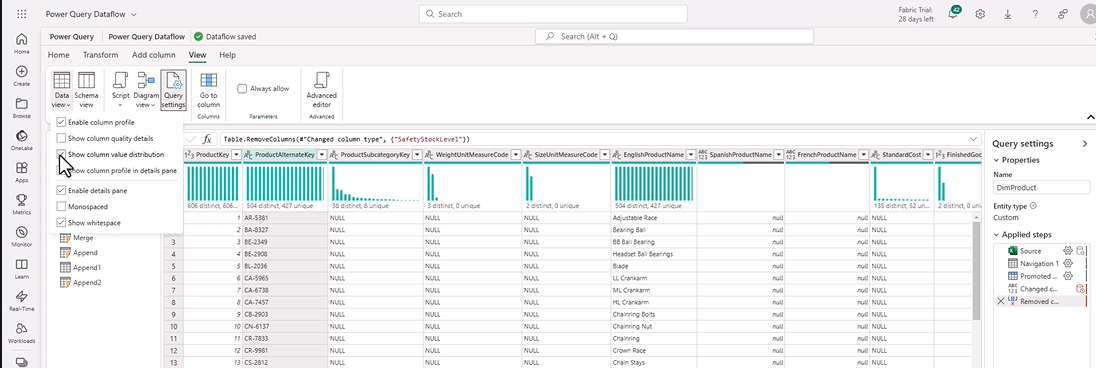 Power Query Dataflow
Search
Fabric Trial:
28 days left
42
Power Query
Power Query Dataflow
Dataflow saved
Search (Alt + Q)
Home Transform Add column View Help
Data view
Schema view
Script
Diagram view
Query settings
Go to column
Columns
Always allow
Parameters
Advanced editor
Advanced
Enable column profile
Show column quality details
Show column value distribution
how column profile in details pane
Enable details pane
Monospaced
Show whitespace
Merge
Append
Append1
Append2
Home
Create
Browse
OneLake
Apps
Metrics
Monitor
Learn
Real-Time
Workloads
fx Table.RemoveColumns(#"Changed column type", {"SafetyStockLevel"})
ProductKey ProductAlternateKey ProductSubcategoryKey WeightUnitMeasureCode SizeUnitMeasureCode EnglishProductName SpanishProductName FrenchProductName StandardCost FinishedGoo
606 distinct, 606... 504 distinct, 427 unique 38 distinct, 8 unique 3 distinct, 0 unique 2 distinct, 0 unique 504 distinct, 427 unique 135 distinct, 52 un... 2 distinct, 0 un
1 AR-5381 NULL NULL NULL Adjustable Race null null NULL
2 BA-8327 NULL NULL NULL Bearing Ball null null NULL
3 3 BE-2349 NULL NULL NULL BB Ball Bearing null null NULL
4 4 BE-2908 NULL NULL NULL Headset Ball Bearings null null NULL
5 5 BL-2036 NULL NULL NULL Blade null null NULL
6 6 CA-5965 NULL NULL NULL LL Crankarm null null NULL
7 7 CA-6738 NULL NULL NULL ML Crankarm null null NULL
8 8 CA-7457 NULL NULL NULL HL Crankarm null null NULL
9 9 CB-2903 NULL NULL NULL Chainring Bolts null null NULL
10 10 CN-6137 NULL NULL NULL Chainring Nut null null NULL
11 11 CR-7833 NULL NULL NULL Chainring null null NULL
12 12 CR-9981 NULL NULL NULL Crown Race null null NULL
13 13 CS-2812 NULL NULL NULL Chain Stays null null NULL
Query settings
Properties
Name
DimProduct
Entity type
Custom
Applied steps
Source
Navigation 1
Promoted ...
Changed c...
Removed c...